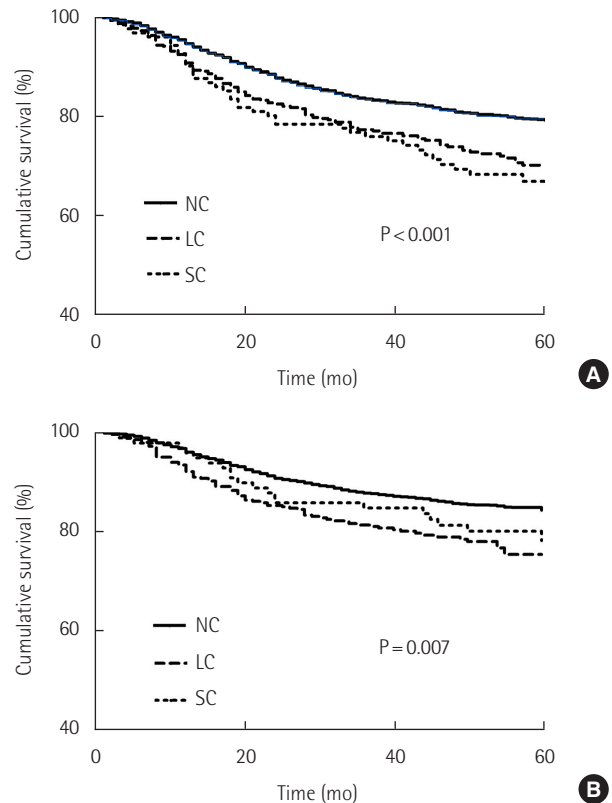 100
80
60
40
Cumulative survival (%)
NC
LC
SC
P < 0.001
0 20 40 60
Time (mo)
A
100
80
60
40
Cumulative survival (%)
NC
LC
SC
P = 0.007
0 20 40 60
Time (mo)
B